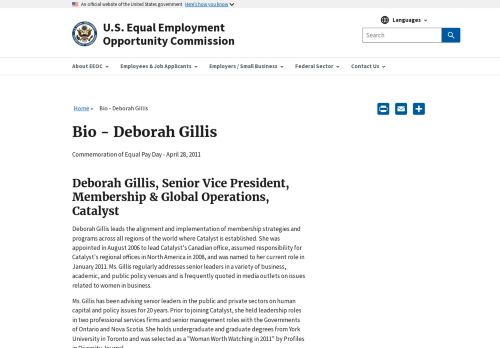 An official website of the United States government Here's how you know
U.S. Equal Employment
Opportunity Commission
Languages
Search
About EEOC
Employees & Job Applicants
Employers / Small Business
Federal Sector
Contact Us
Home » Bio - Deborah Gillis
Bio - Deborah Gillis
Commemoration of Equal Pay Day - April 28, 2011
Deborah Gillis, Senior Vice President,
Membership & Global Operations,
Catalyst
Deborah Gillis leads the alignment and implementation of membership strategies and
programs across all regions of the world where Catalyst is established. She was
appointed in August 2006 to lead Catalyst's Canadian office, assumed responsibility for
Catalyst's regional offices in North America in 2008, and was named to her current role in
January 2011. Ms. Gillis regularly addresses senior leaders in a variety of business,
academic, and public policy venues and is frequently quoted in media outlets on issues
related to women in business.
Ms. Gillis has been advising senior leaders in the public and private sectors on human
capital and policy issues for 20 years. Prior to joining Catalyst, she held leadership roles
in two professional services firms and senior management roles with the Governments
of Ontario and Nova Scotia. She holds undergraduate and graduate degrees from York
University in Toronto and was selected as a "Woman Worth Watching in 2011" by Profiles
in Diversity Journal.